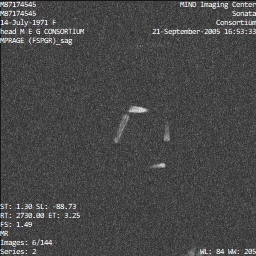 M87174545
M87174545
14-July-1971 F
head M E G CONSORTIUM
MPRAGE (FSPGR)_sag
MIND Imaging Center
Sonata
Consortium
21-September-2005 16:53:33
ST: 1.30 SL: -88.73
RT: 2730.00 ET: 3.25
FS: 1.49
MR
Images: 6/144
Series: 2
WL: 84 WW: 205